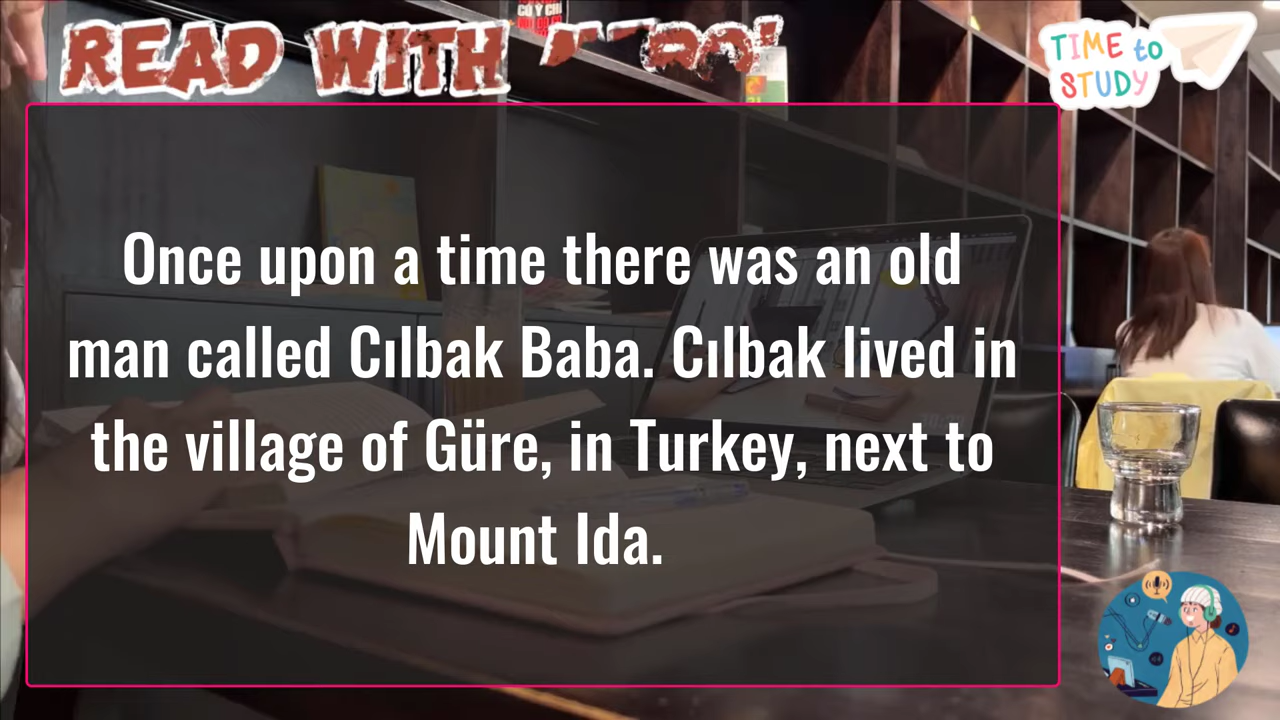 READ WITH
TIME to
STUDY
Once upon a time there was an old
man called Cılbak Baba. Cılbak lived in
the village of Güre, in Turkey, next to
Mount Ida.